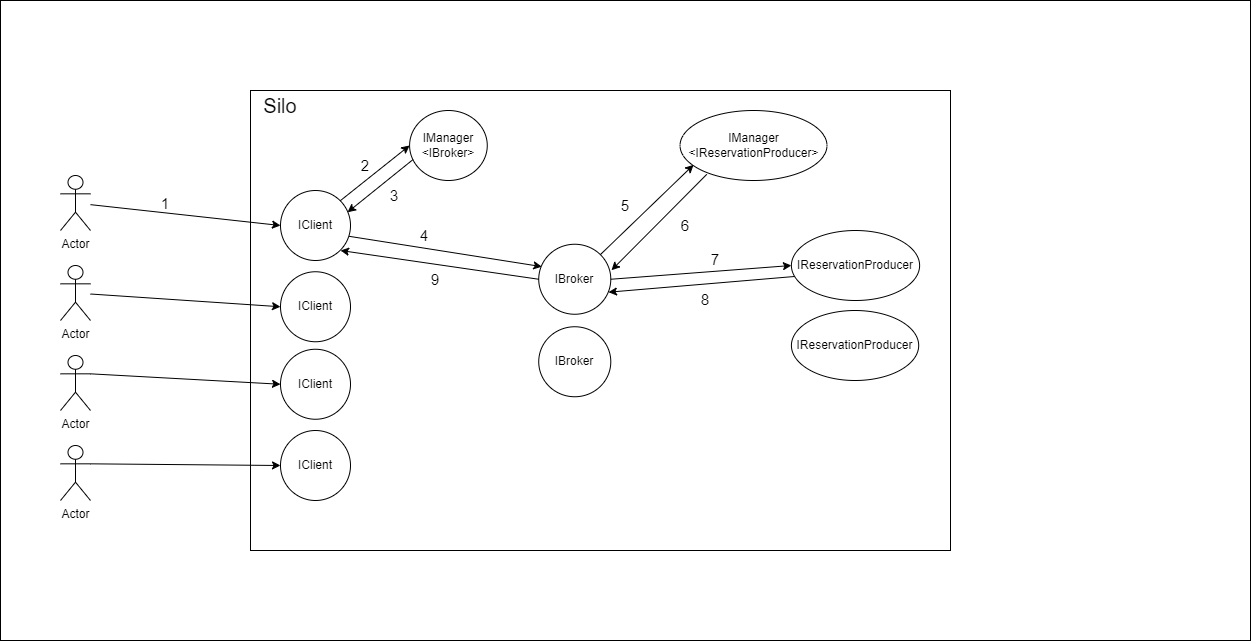 Silo
IManager
<IBroker>
IManager
<IReservationProducer>
2
3
1
5
6
IClient
Actor
4
9
7
8
IBroker
IReservationProducer
IClient
Actor
IBroker
IReservationProducer
IClient
Actor
IClient
Actor